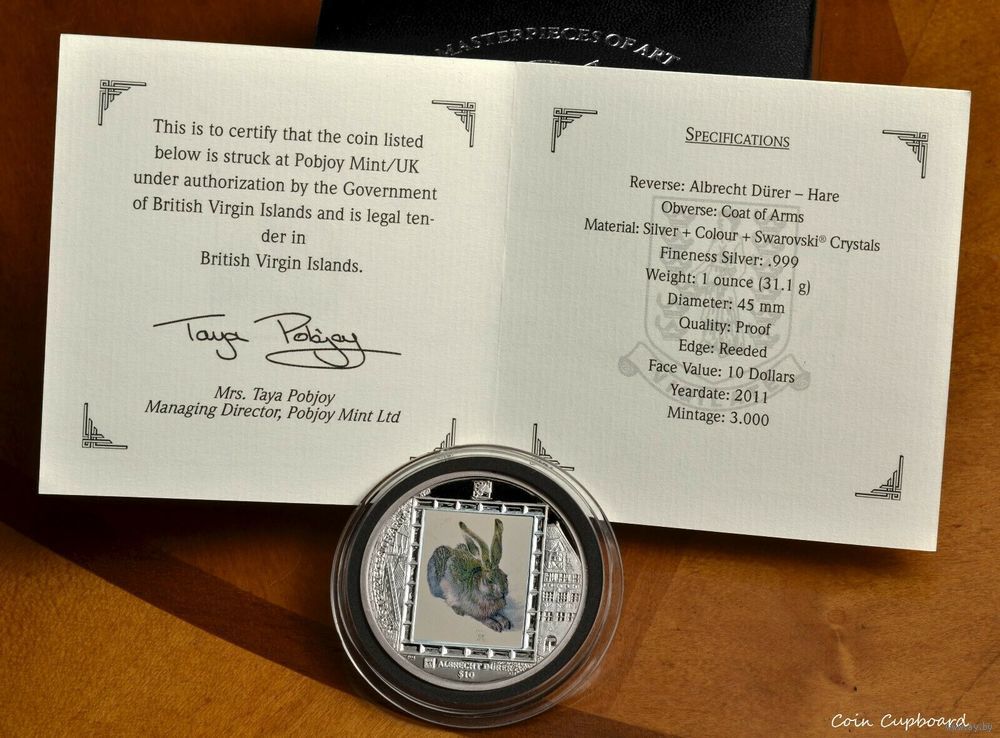 MASTERPIECES OF ART
This is to certify that the coin listed
below is struck at Pobjoy Mint/UK
under authorization by the Government
of British Virgin Islands and is legal ten-
der in
British Virgin Islands.
Taya Pobjoy
Mrs. Taya Pobjoy
Managing Director, Pobjoy Mint Ltd
SPECIFICATIONS
Reverse: Albrecht Dürer – Hare
Obverse: Coat of Arms
Material: Silver + Colour + Swarovski® Crystals
Fineness Silver: .999
Weight: 1 ounce (31.1 g)
Diameter: 45 mm
Quality: Proof
Edge: Reeded
Face Value: 10 Dollars
Yeardate: 2011
Mintage: 3.000
ALBRECHT DÜRER
$10
Coin Cupboard